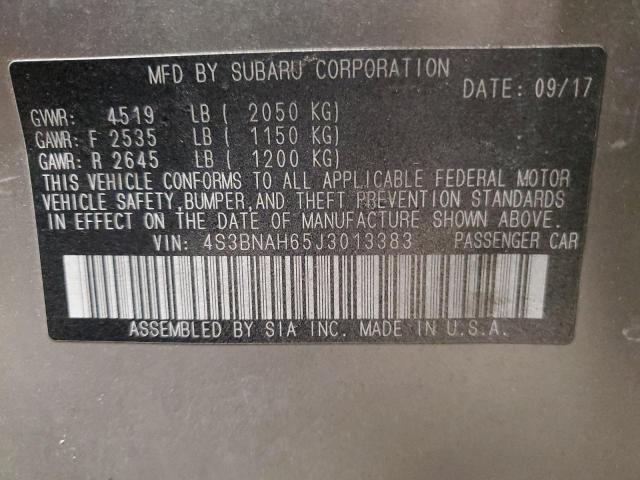 MFD BY SUBARU CORPORATION
DATE: 09/17
GVWR: 4519 LB ( 2050 KG)
GAWR: F 2535 LB ( 1150 KG)
GAWR: R 2645 LB ( 1200 KG)
THIS VEHICLE CONFORMS TO ALL APPLICABLE FEDERAL MOTOR
VEHICLE SAFETY,BUMPER,AND THEFT PREVENTION STANDARDS
IN EFFECT ON THE DATE OF MANUFACTURE SHOWN ABOVE.
VIN: 4S3BNAH65J3013383 PASSENGER CAR
ASSEMBLED BY SIA INC. MADE IN U.S.A.